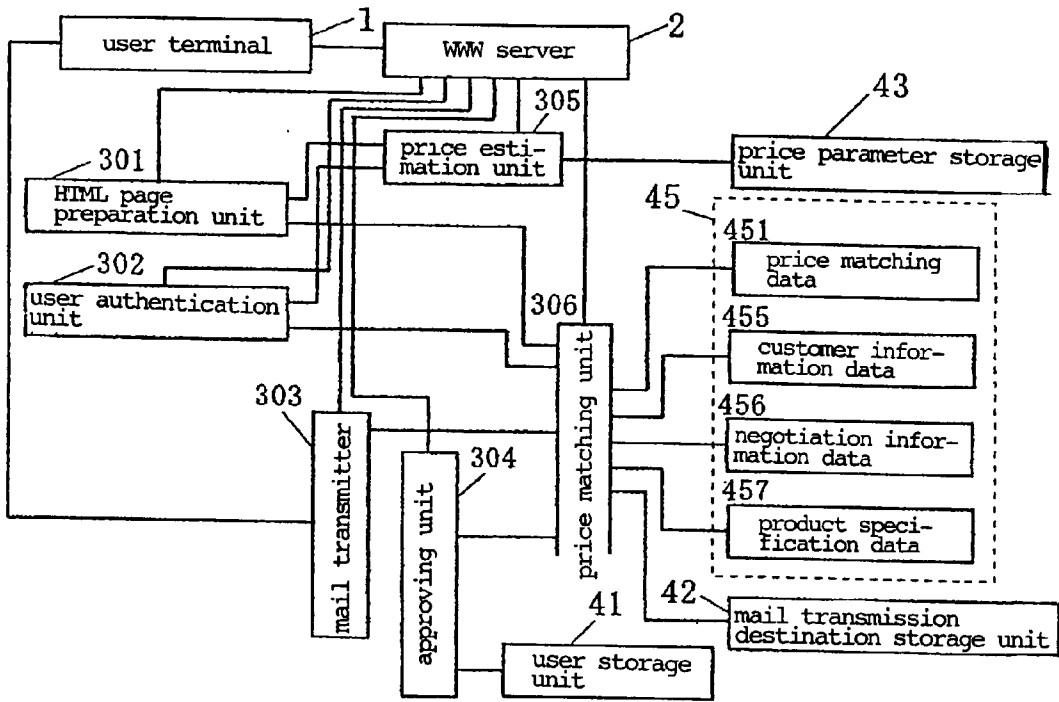 1
user terminal
2
WWW server
305
price esti-
mation unit
43
price parameter storage
unit
301
HTML page
preparation unit
302
user authentication
unit
45
451
price matching
data
306
price matching unit
455
customer infor-
mation data
303
mail transmitter
456
negotiation infor-
mation data
304
approving unit
457
product speci-
fication data
41
user storage
unit
42
mail transmission
destination storage unit